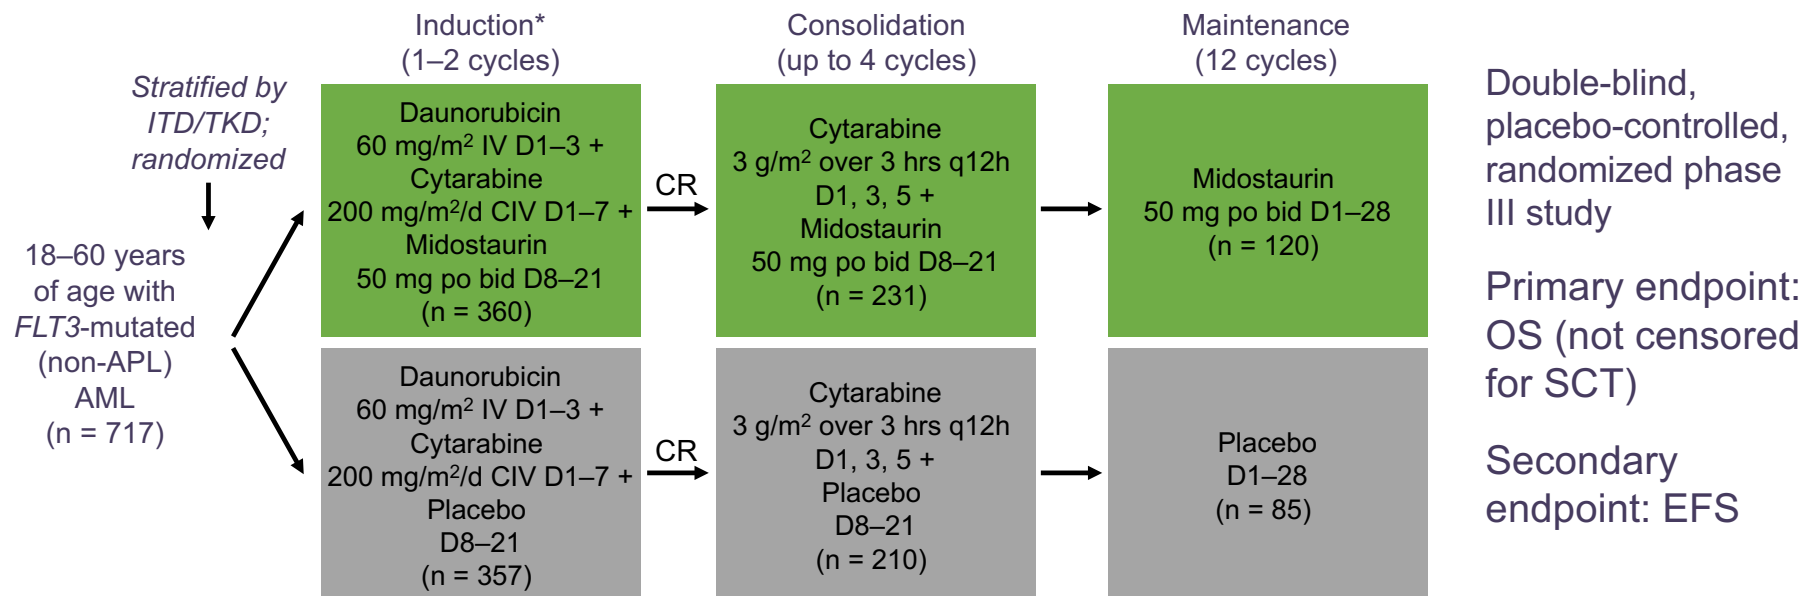 Induction*
(1–2 cycles)
Consolidation
(up to 4 cycles)
Maintenance
(12 cycles)
Stratified by
ITD/TKD;
randomized
18–60 years
of age with
FLT3-mutated
(non-APL)
AML
(n = 717)
Daunorubicin
60 mg/m² IV D1–3 +
Cytarabine
200 mg/m²/d CIV D1–7 +
Midostaurin
50 mg po bid D8–21
(n = 360)
CR
Cytarabine
3 g/m² over 3 hrs q12h
D1, 3, 5 +
Midostaurin
50 mg po bid D8–21
(n = 231)
Midostaurin
50 mg po bid D1–28
(n = 120)
Daunorubicin
60 mg/m² IV D1–3 +
Cytarabine
200 mg/m²/d CIV D1–7 +
Placebo
D8–21
(n = 357)
CR
Cytarabine
3 g/m² over 3 hrs q12h
D1, 3, 5 +
Placebo
D8–21
(n = 210)
Placebo
D1–28
(n = 85)
Double-blind,
placebo-controlled,
randomized phase
III study
Primary endpoint:
OS (not censored
for SCT)
Secondary
endpoint: EFS